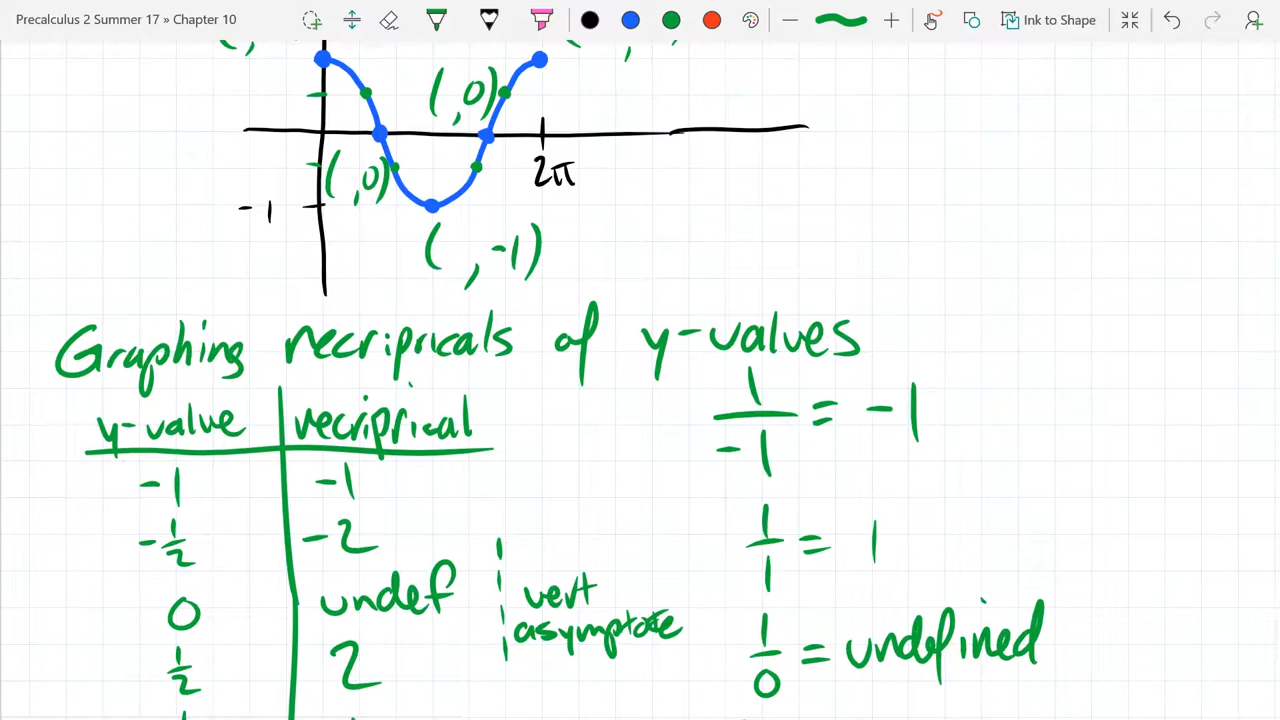 Precalculus 2 Summer 17 » Chapter 10
Ink to Shape
( , 0)
( , 0)
2π
-1
( , -1)
Graphing recripricals of y-values
y-value recriprical
-1 -1
-1/2 -2
0 undef
1/2 2
vert
asymptote
1/-1 = -1
1/1 = 1
1/0 = undefined